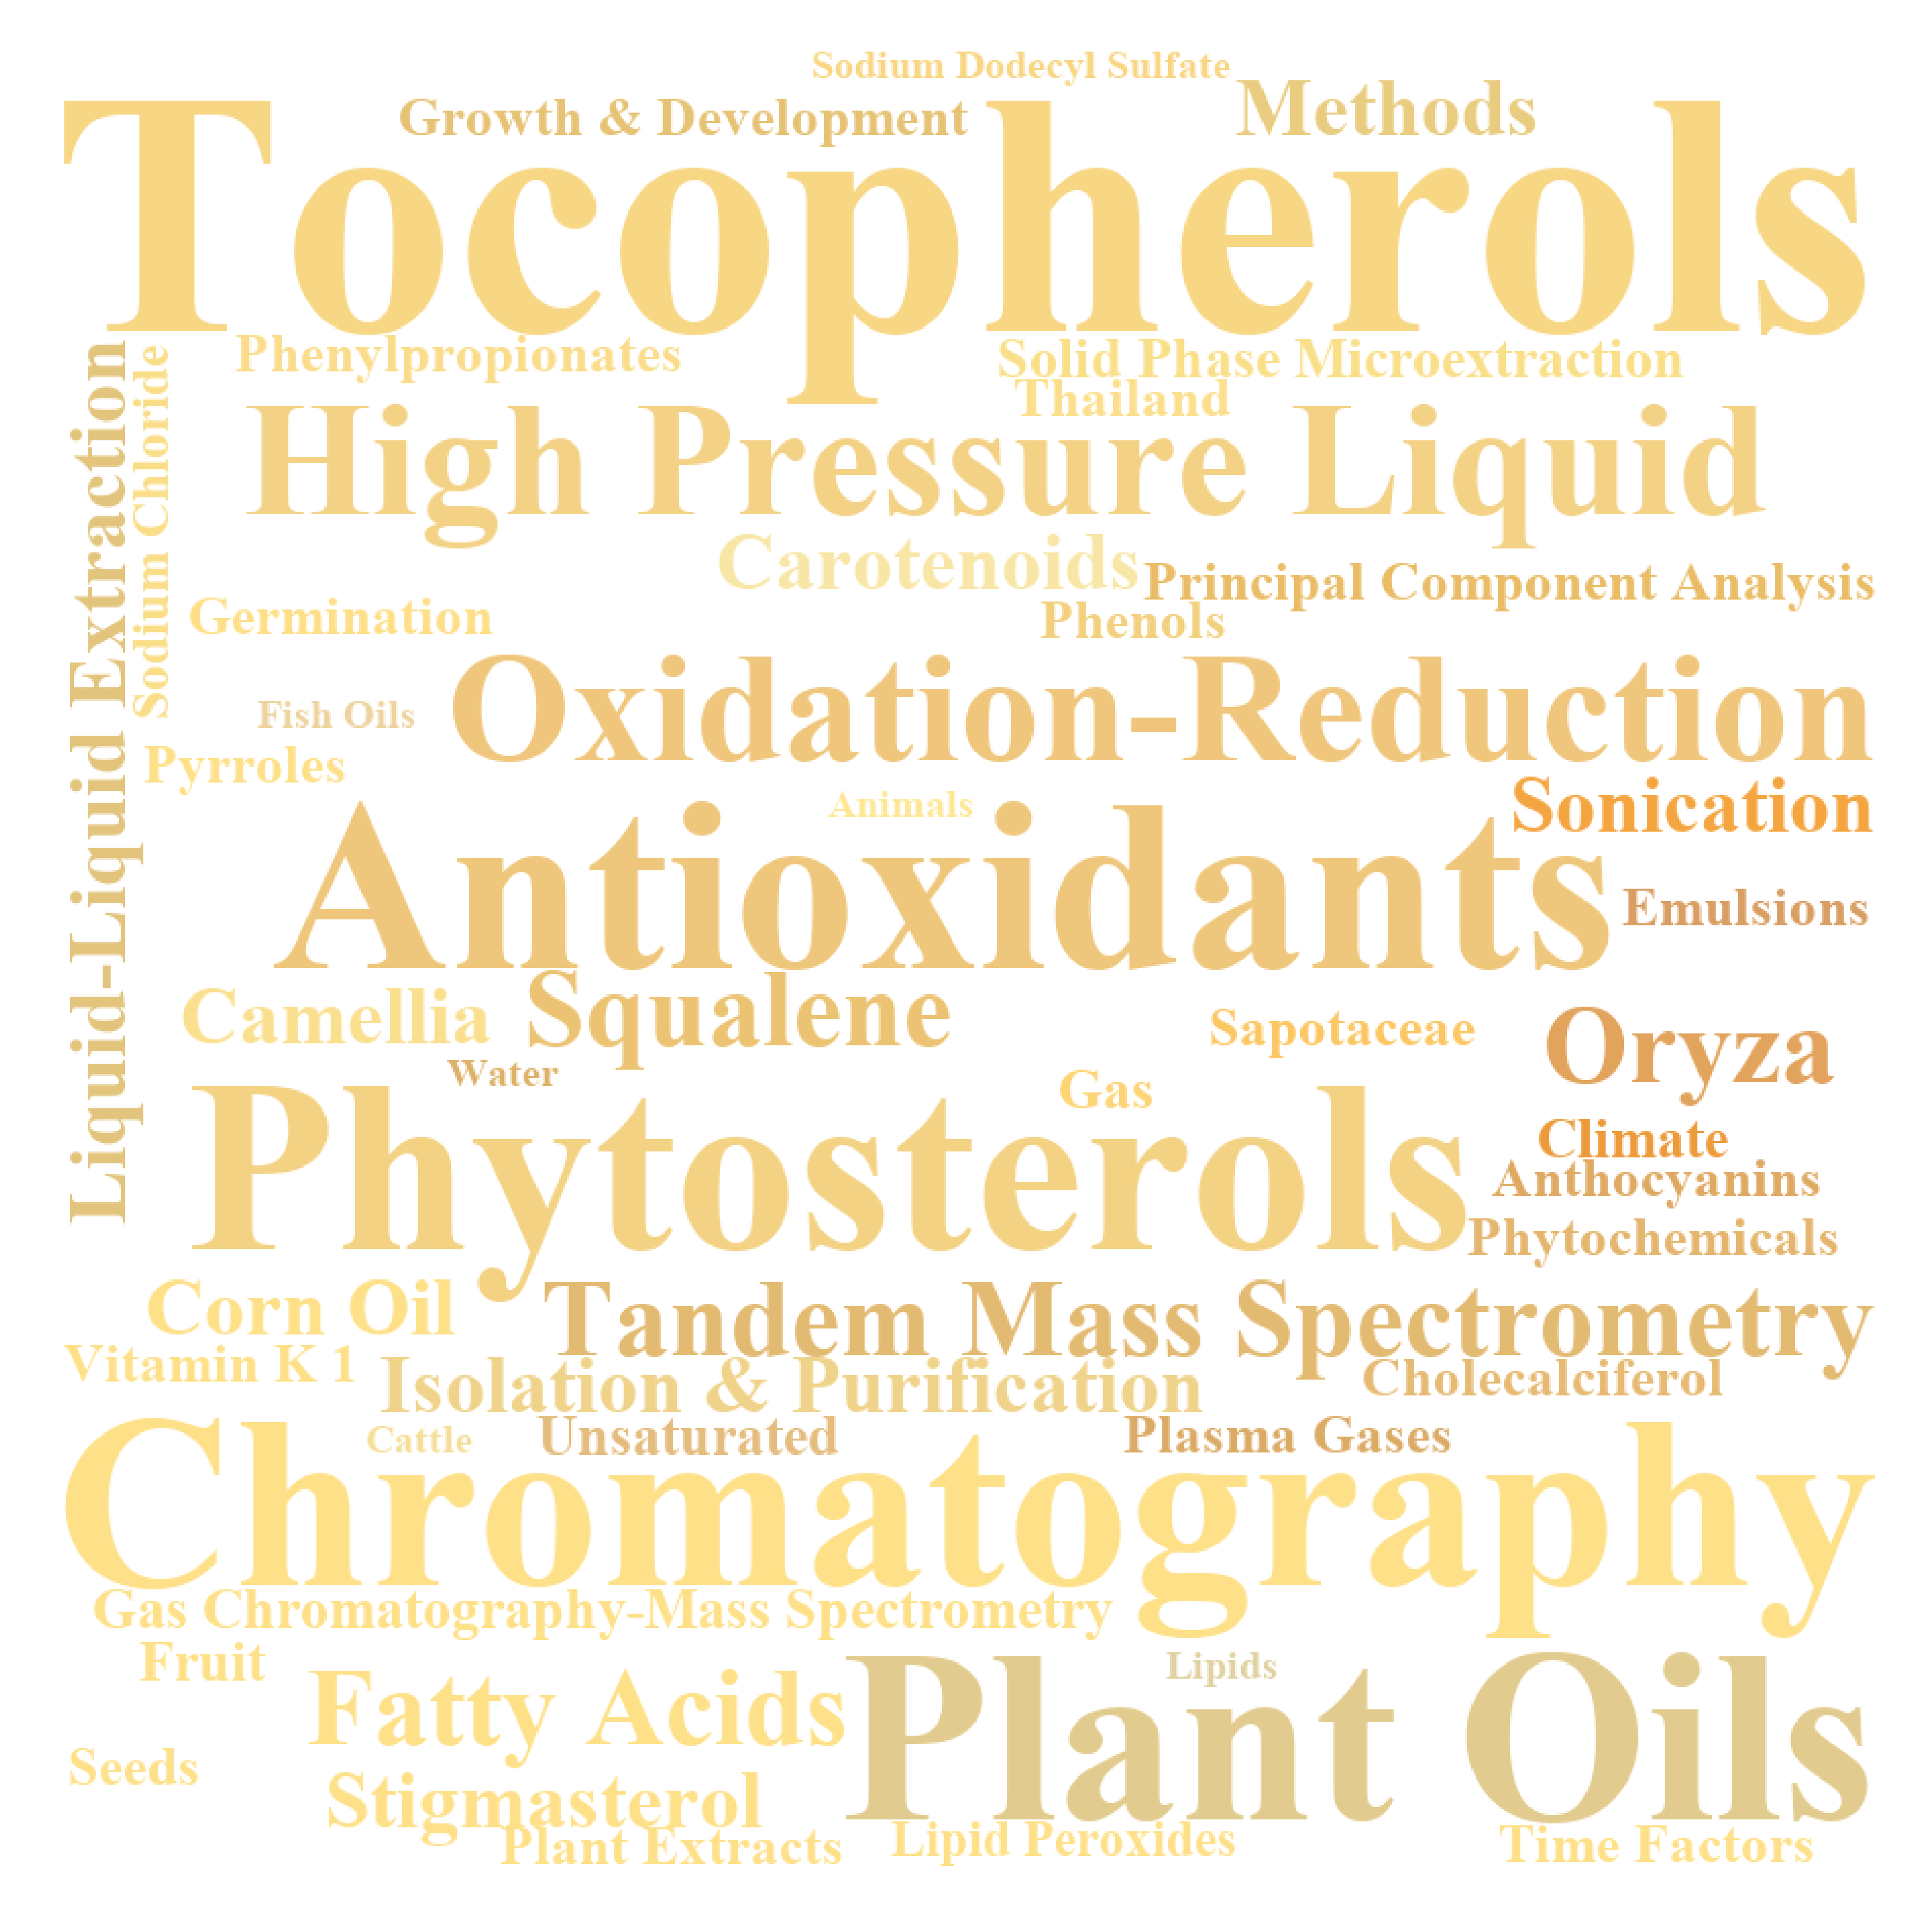 Sodium Dodecyl Sulfate
Methods
Growth & Development
Tocopherols
Phenylpropionates
Solid Phase Microextraction
Thailand
Liquid-Liquid Extraction
Sodium Chloride
High Pressure Liquid
Carotenoids
Principal Component Analysis
Germination
Phenols
Fish Oils
Oxidation-Reduction
Pyrroles
Animals
Sonication
Antioxidants
Emulsions
Camellia
Squalene
Sapotaceae
Oryza
Water
Gas
Phytosterols
Climate
Anthocyanins
Phytochemicals
Corn Oil
Tandem Mass Spectrometry
Vitamin K 1
Isolation & Purification
Cholecalciferol
Cattle
Unsaturated
Plasma Gases
Chromatography
Gas Chromatography-Mass Spectrometry
Fruit
Lipids
Fatty Acids
Plant Oils
Seeds
Stigmasterol
Plant Extracts
Lipid Peroxides
Time Factors